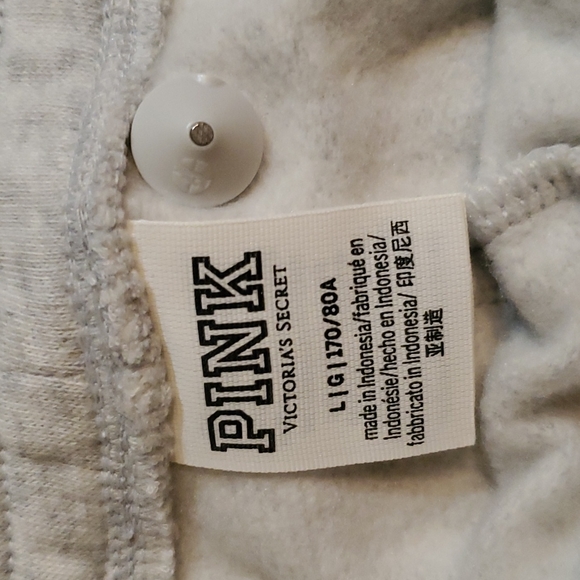 PINK
VICTORIA'S SECRET
L|G|170/80A
made in Indonesia/fabriqué en
Indonésie/hecho en Indonesia/
fabbricato in Indonesia/ 印度尼西
亚制造